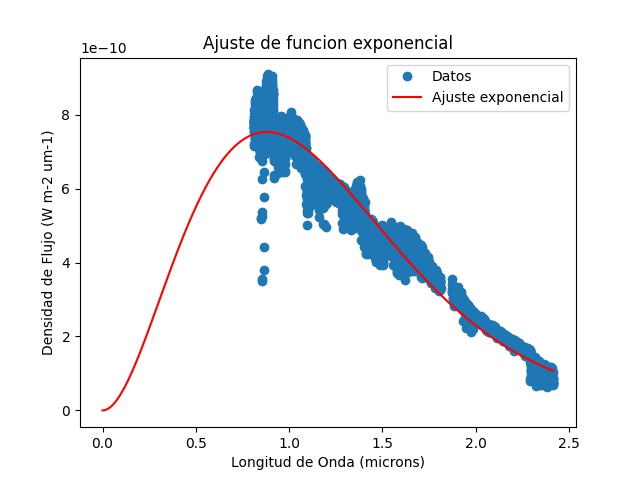 Ajuste de funcion exponencial
1e−10
Datos
Ajuste exponencial
8
6
4
2
0
Densidad de Flujo (W m-2 um-1)
0.0 0.5 1.0 1.5 2.0 2.5
Longitud de Onda (microns)